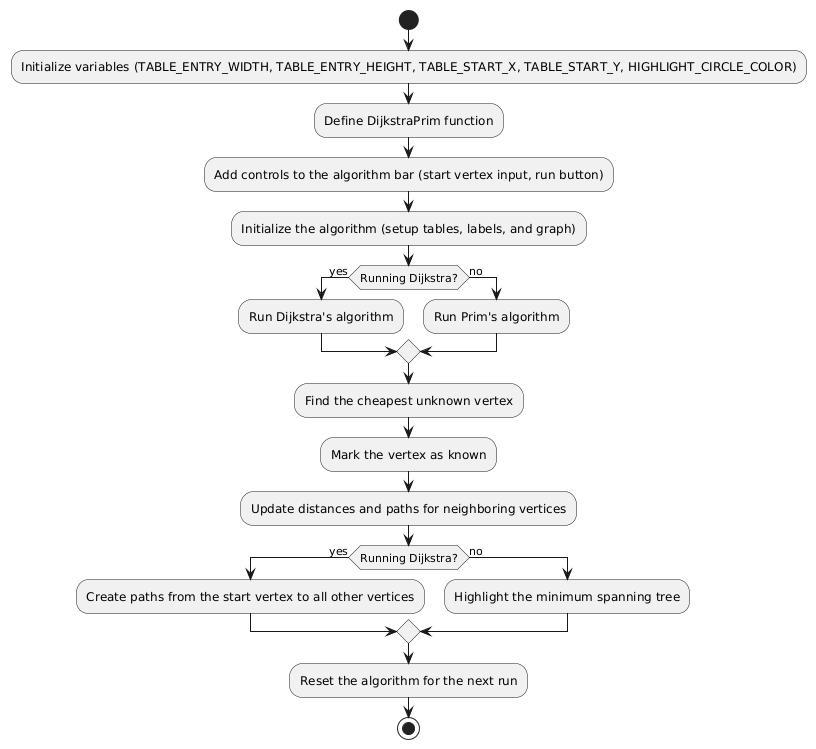 Initialize variables (TABLE_ENTRY_WIDTH, TABLE_ENTRY_HEIGHT, TABLE_START_X, TABLE_START_Y, HIGHLIGHT_CIRCLE_COLOR)
Define DijkstraPrim function
Add controls to the algorithm bar (start vertex input, run button)
Initialize the algorithm (setup tables, labels, and graph)
yes
Running Dijkstra?
no
Run Dijkstra's algorithm
Run Prim's algorithm
Find the cheapest unknown vertex
Mark the vertex as known
Update distances and paths for neighboring vertices
yes
Running Dijkstra?
no
Create paths from the start vertex to all other vertices
Highlight the minimum spanning tree
Reset the algorithm for the next run